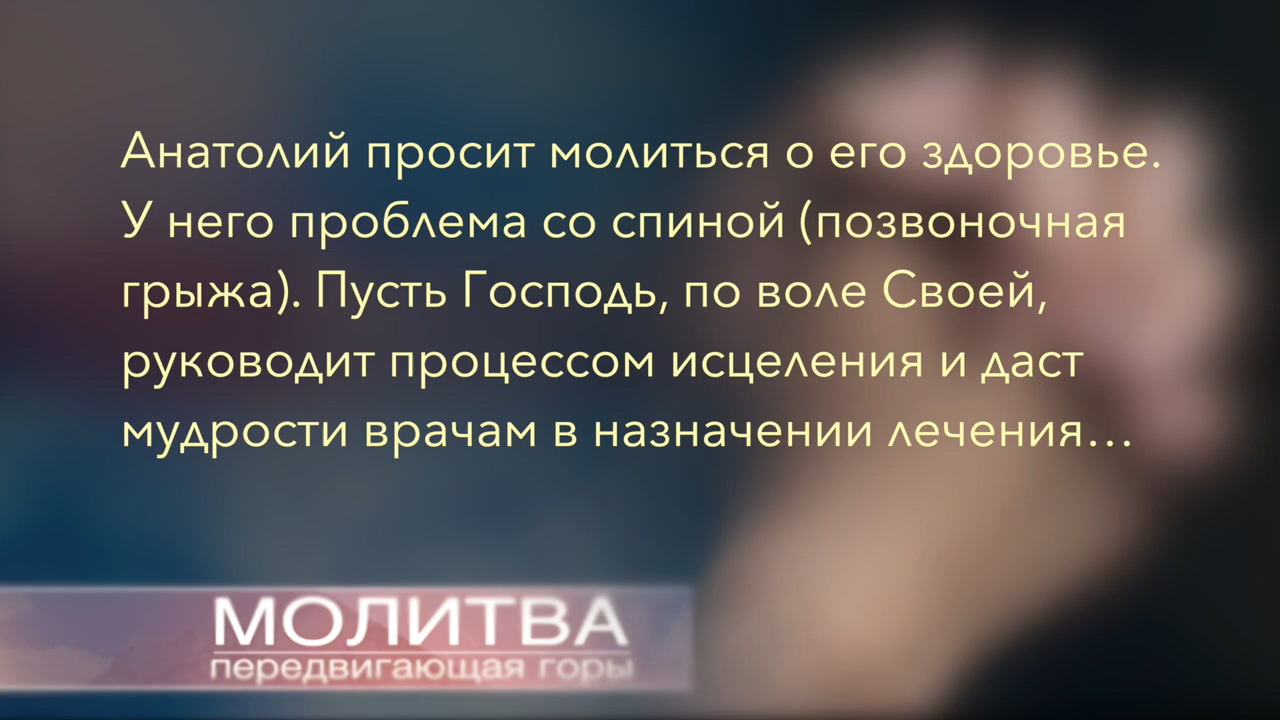 Анатолий просит молиться о его здоровье.
У него проблема со спиной (позвоночная
грыжа). Пусть Господь, по воле Своей,
руководит процессом исцеления и даст
мудрости врачам в назначении лечения...
МОЛИТВА
передвигающая горы